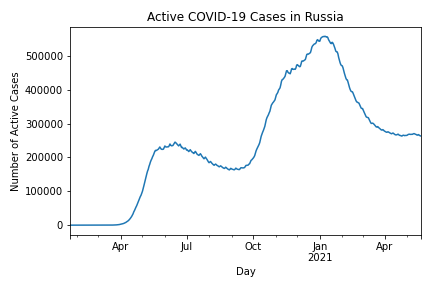 Active COVID-19 Cases in Russia
Number of Active Cases
500000
400000
300000
200000
100000
0
Apr
Jul
Oct
Jan
2021
Apr
Day